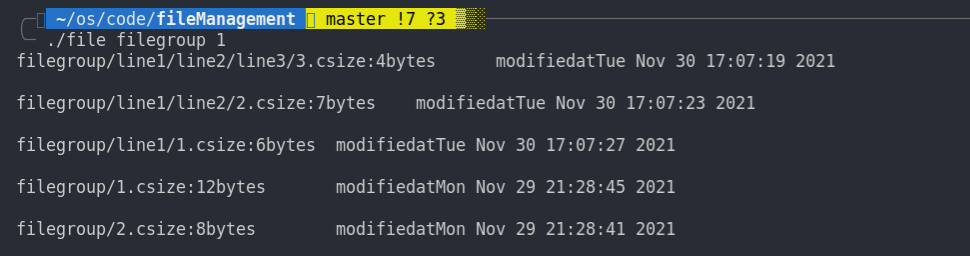 ~/os/code/fileManagement master !7 ?3
./file filegroup 1
filegroup/line1/line2/line3/3.csize:4bytes modifiedatTue Nov 30 17:07:19 2021
filegroup/line1/line2/2.csize:7bytes modifiedatTue Nov 30 17:07:23 2021
filegroup/line1/1.csize:6bytes modifiedatTue Nov 30 17:07:27 2021
filegroup/1.csize:12bytes modifiedatMon Nov 29 21:28:45 2021
filegroup/2.csize:8bytes modifiedatMon Nov 29 21:28:41 2021